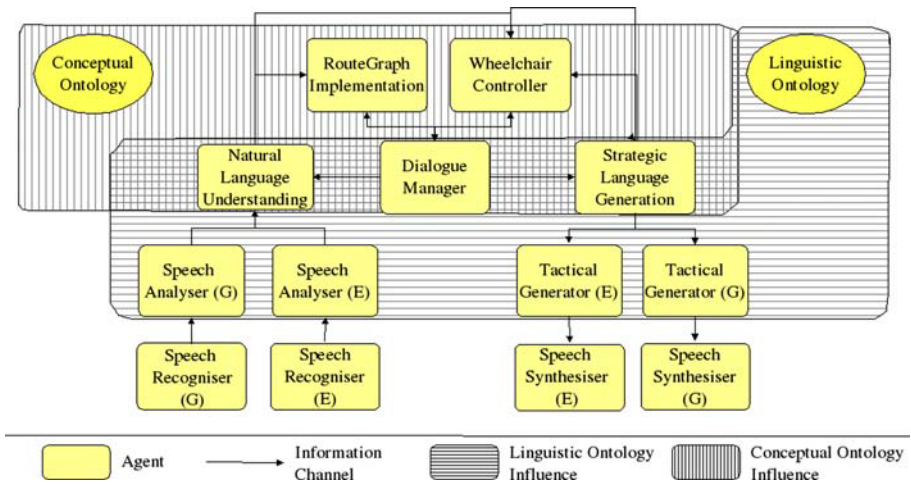 Conceptual
Ontology
RouteGraph
Implementation
Wheelchair
Controller
Linguistic
Ontology
Natural
Language
Understanding
Dialogue
Manager
Strategic
Language
Generation
Speech
Analyser (G)
Speech
Analyser (E)
Tactical
Generator (E)
Tactical
Generator (G)
Speech
Recogniser
(G)
Speech
Recogniser
(E)
Speech
Synthesiser
(E)
Speech
Synthesiser
(G)
Agent
Information
Channel
Linguistic Ontology
Influence
Conceptual Ontology
Influence